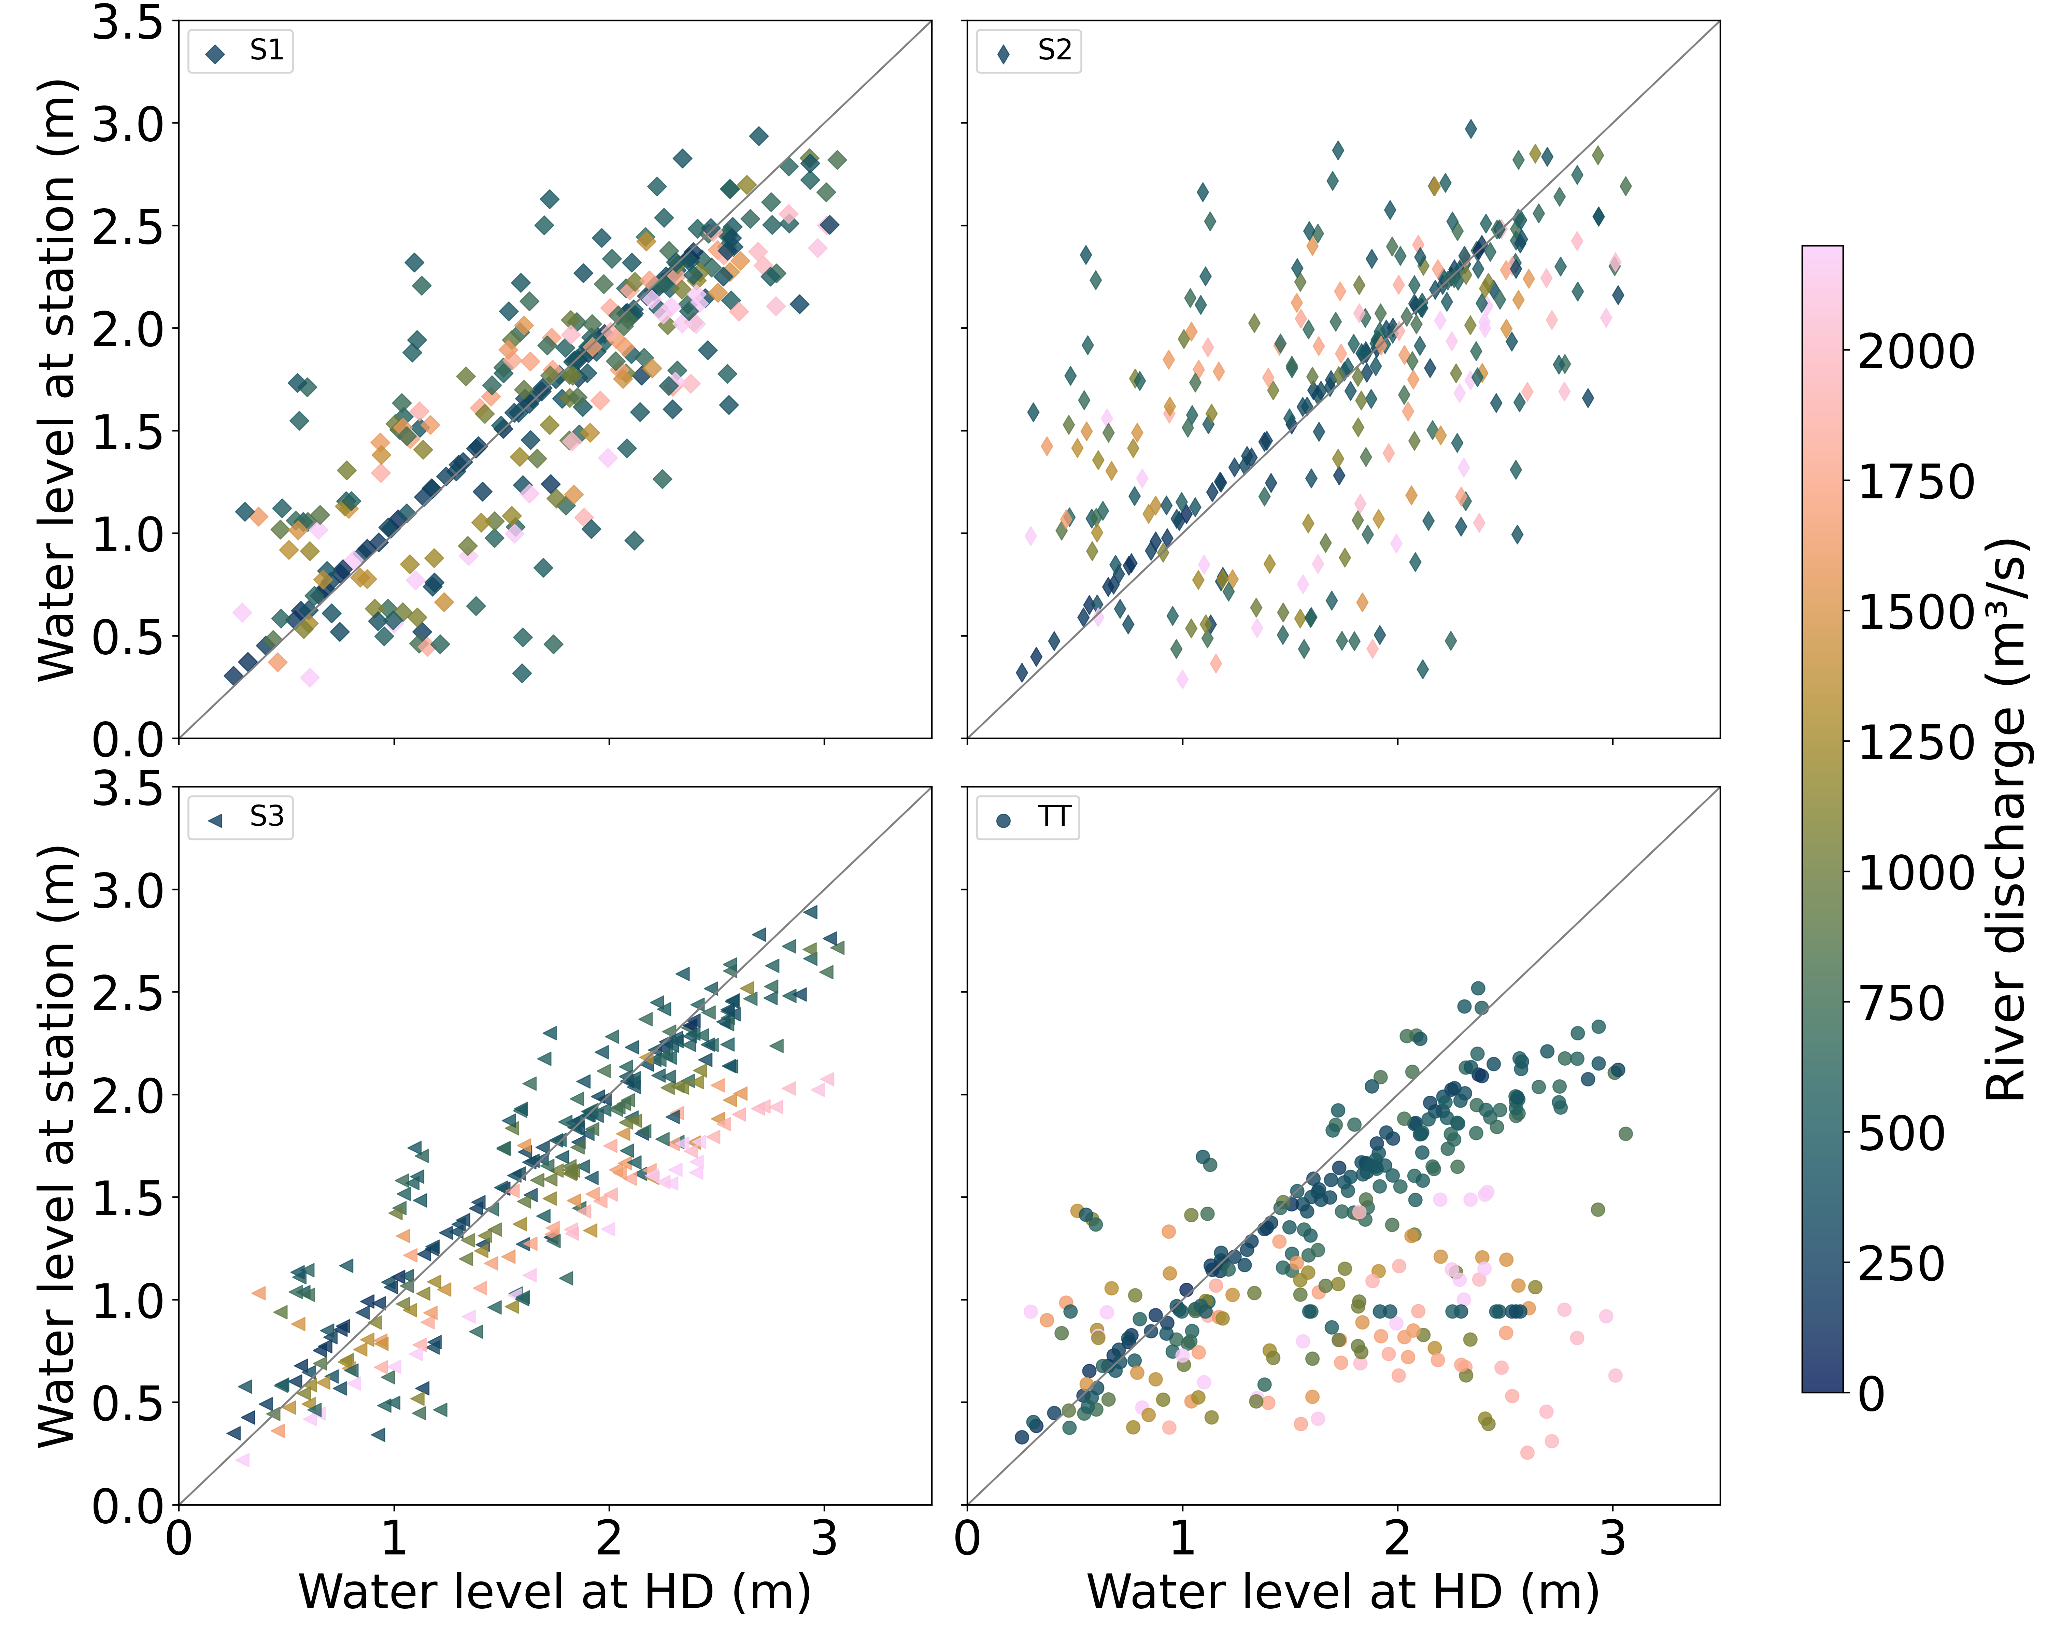 3.5
3.0
2.5
2.0
1.5
1.0
0.5
0.0
Water level at station (m)
S1
S2
3.5
3.0
2.5
2.0
1.5
1.0
0.5
0.0
Water level at station (m)
S3
TT
0 1 2 3
0 1 2 3
Water level at HD (m)
Water level at HD (m)
2000
1750
1500
1250
1000
750
500
250
0
River discharge (m³/s)